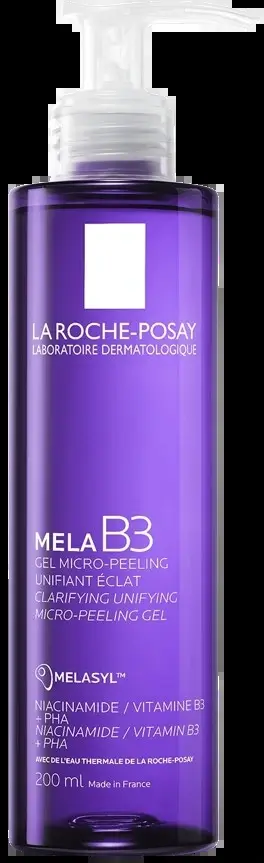 LA ROCHE-POSAY
LABORATOIRE DERMATOLOGIQUE
MELA B3
GEL MICRO-PEELING
UNIFIANT ÉCLAT
CLARIFYING UNIFYING
MICRO-PEELING GEL
MELASYL™
NIACINAMIDE / VITAMINE B3
+ PHA
NIACINAMIDE / VITAMIN B3
+ PHA
AVEC DE L'EAU THERMALE DE LA ROCHE-POSAY
200 ml Made in France